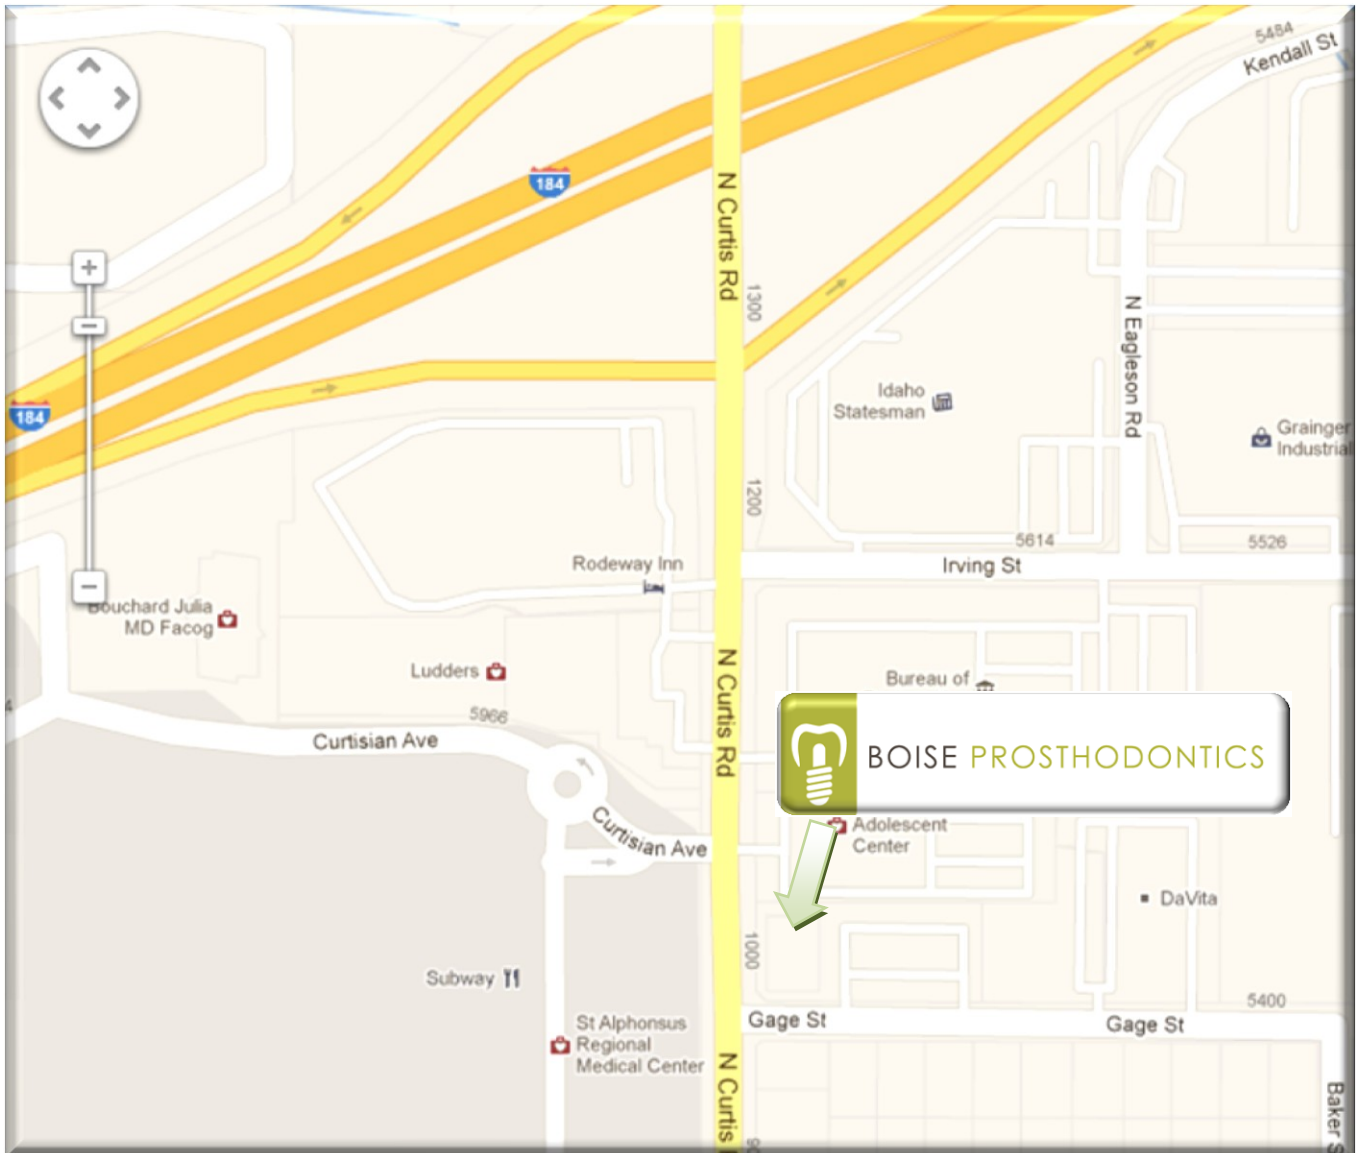 5484
Kendall St
184
N Curtis Rd
1300
N Eagleson Rd
184
Idaho
Statesman
Grainger
Industrial
1200
5614
5526
Irving St
Rodeway Inn
Bouchard Julia
MD Facog
Ludders
Bureau of
N Curtis Rd
4
5966
Curtisian Ave
BOISE PROSTHODONTICS
Curtisian Ave
Adolescent
Center
DaVita
1000
Subway
5400
Gage St
Gage St
St Alphonsus
Regional
Medical Center
N Curtis
Baker S